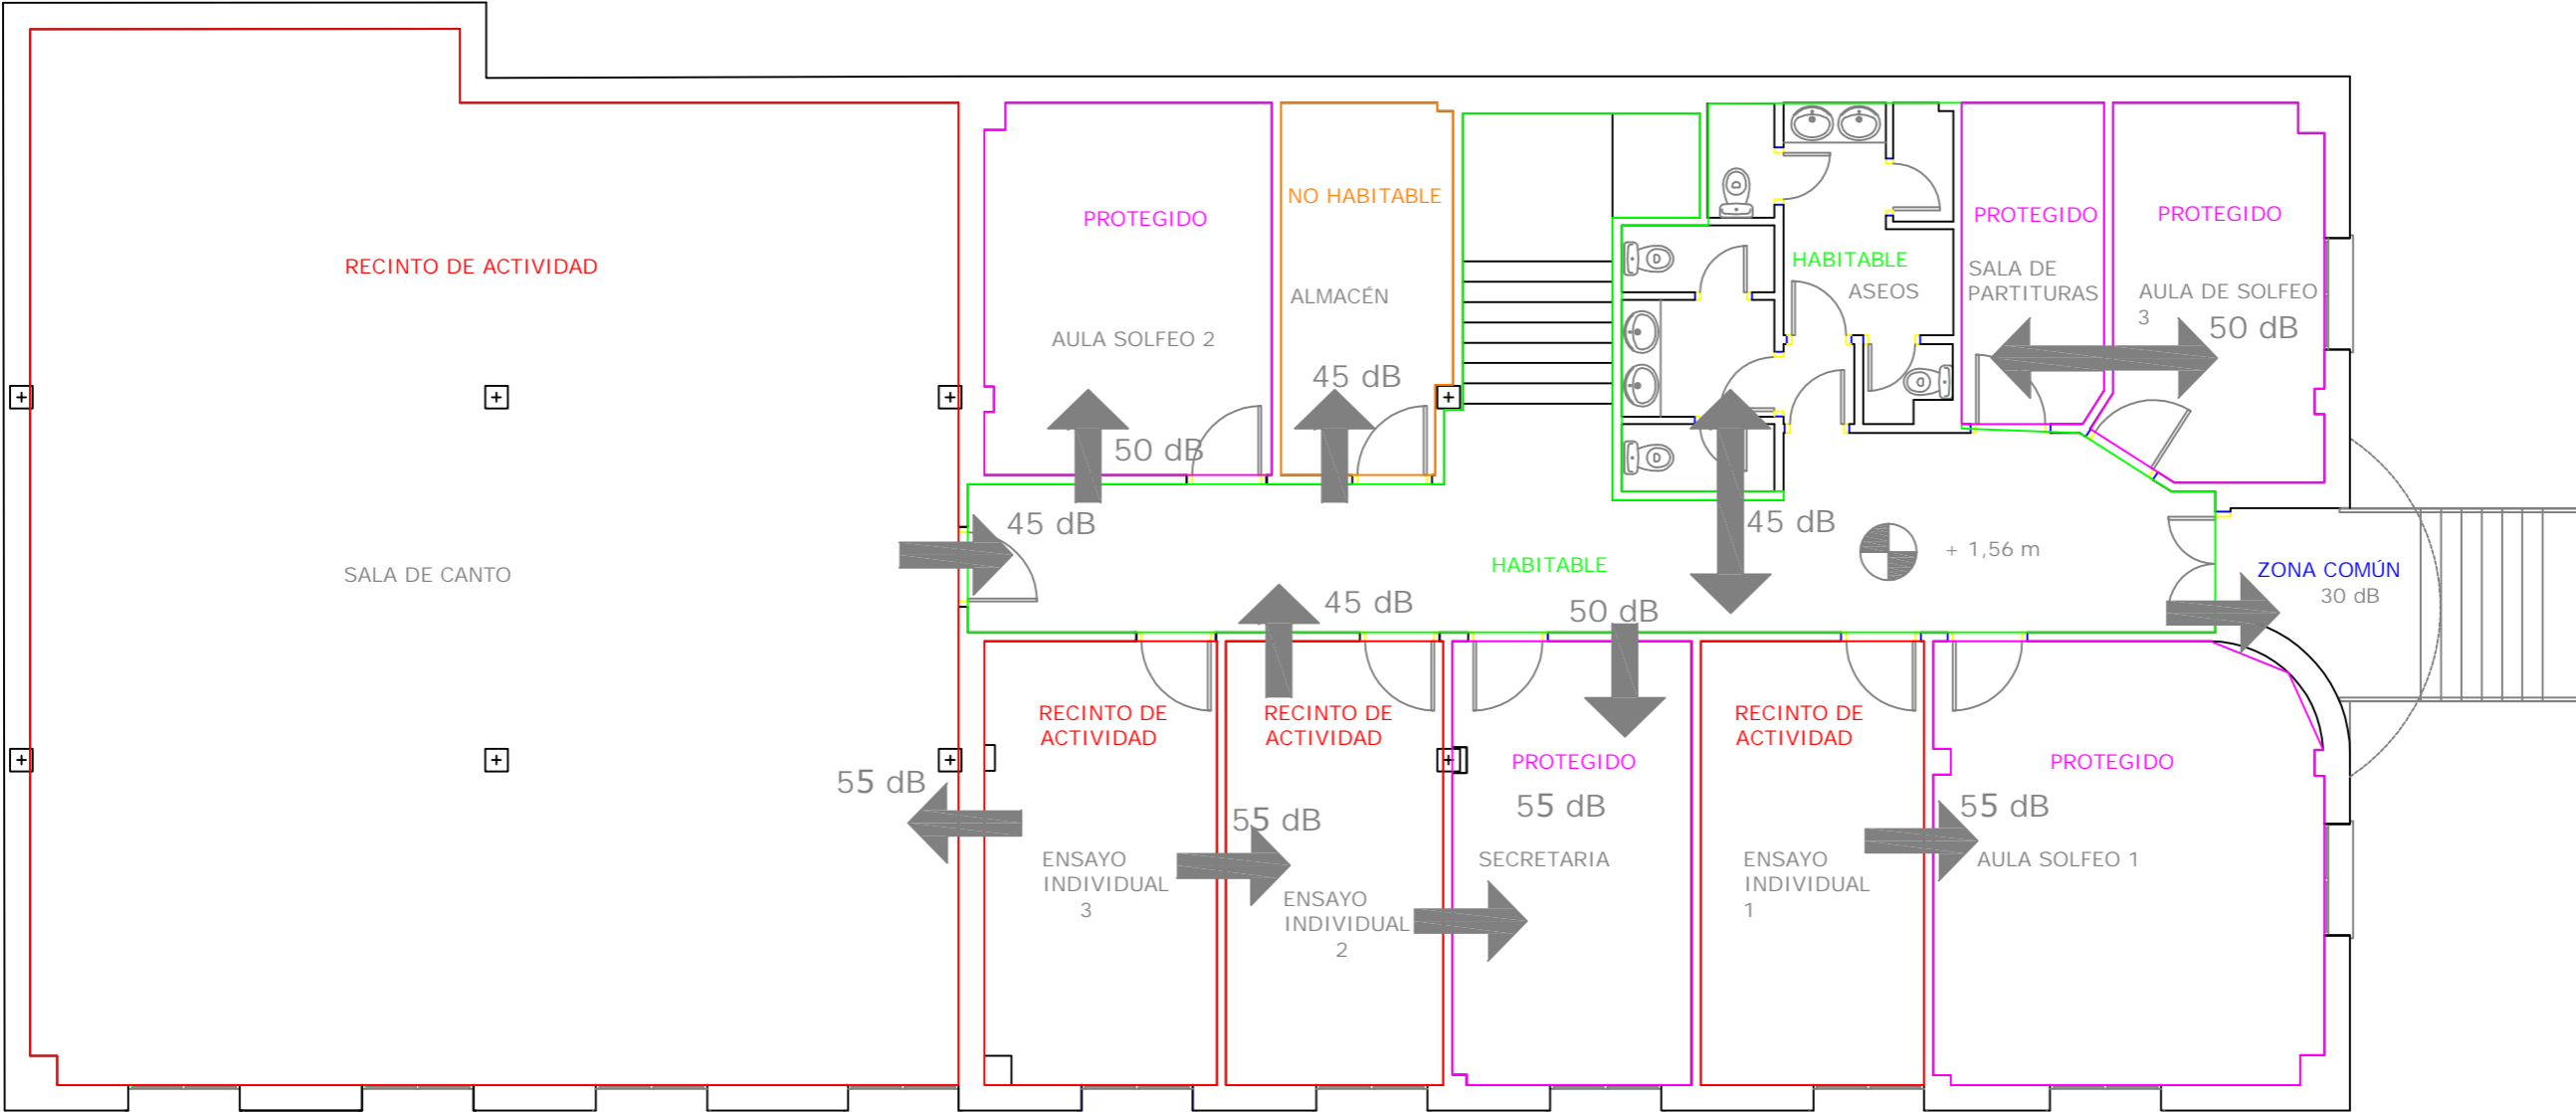 RECINTO DE ACTIVIDAD
SALA DE CANTO
PROTEGIDO
AULA SOLFEO 2
50 dB
NO HABITABLE
ALMACÉN
45 dB
45 dB
HABITABLE
ASEOS
45 dB
PROTEGIDO
SALA DE
PARTITURAS
PROTEGIDO
AULA DE SOLFEO
3
50 dB
HABITABLE
+ 1,56 m
ZONA COMÚN
30 dB
45 dB
50 dB
55 dB
RECINTO DE
ACTIVIDAD
ENSAYO
INDIVIDUAL
3
RECINTO DE
ACTIVIDAD
55 dB
ENSAYO
INDIVIDUAL
2
PROTEGIDO
55 dB
SECRETARIA
RECINTO DE
ACTIVIDAD
ENSAYO
INDIVIDUAL
1
PROTEGIDO
55 dB
AULA SOLFEO 1